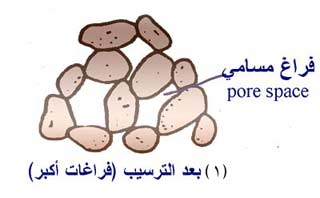 فراغ مسامي
pore space
(١) بعد الترسيب (فراغات أكبر)